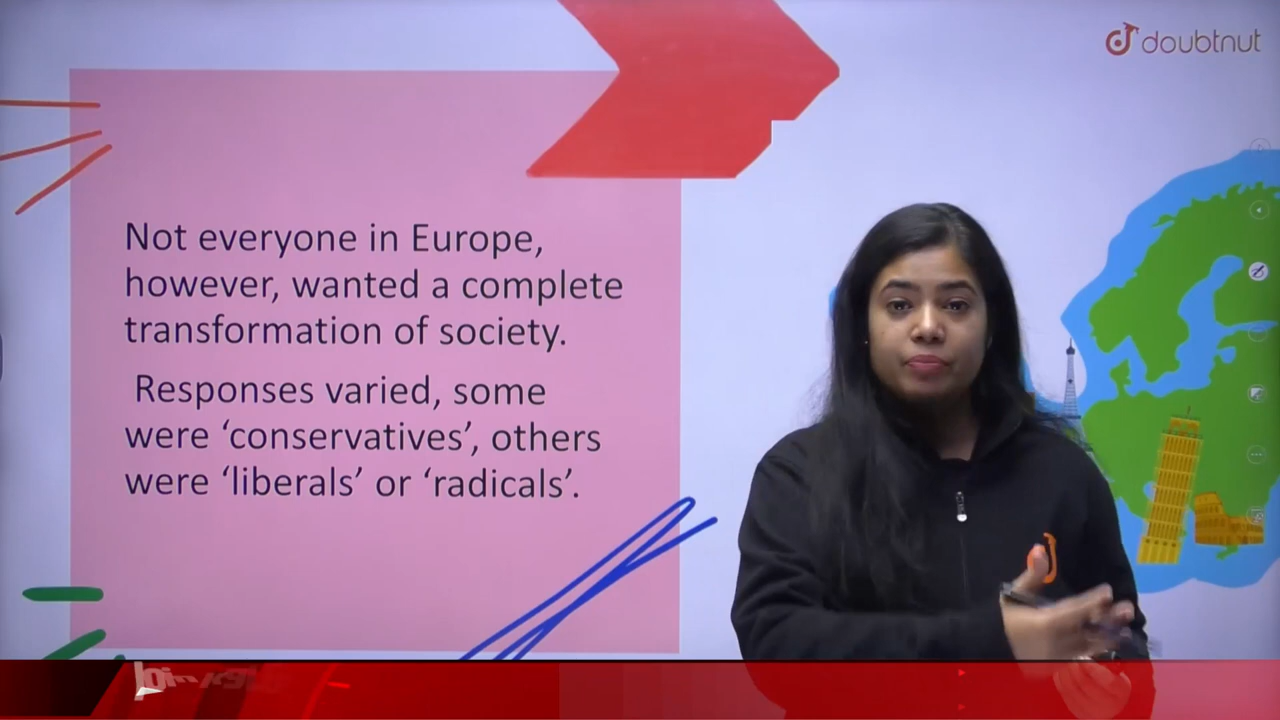 doubtnut
Not everyone in Europe,
however, wanted a complete
transformation of society.
Responses varied, some
were ‘conservatives’, others
were ‘liberals’ or ‘radicals’.